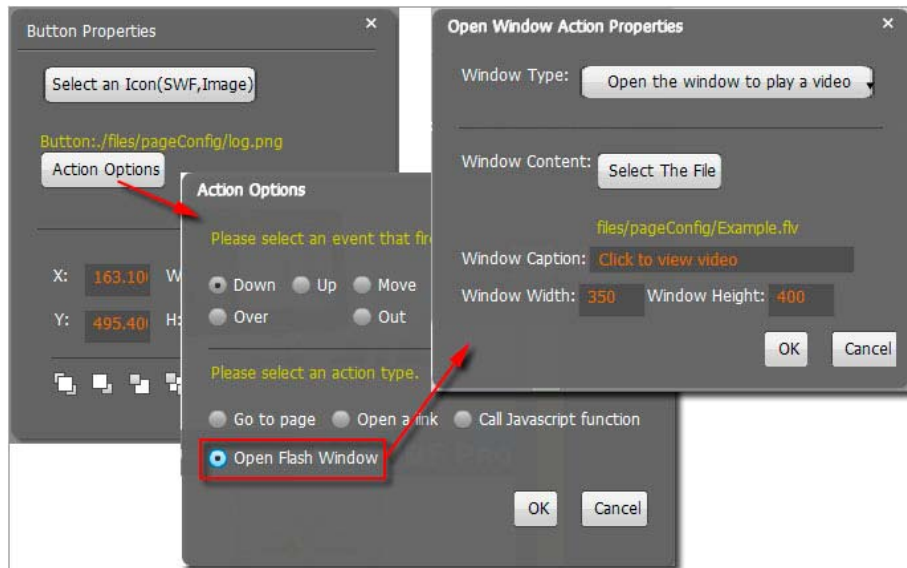 Button Properties
Select an Icon(SWF,Image)
Button:./files/pageConfig/log.png
Action Options
X: 163.10
Y: 495.40 H:
Action Options
Please select an event that
Down Up Move
Over Out
Please select an action type.
Go to page Open a link Call Javascript function
Open Flash Window
OK Cancel
Open Window Action Properties
Window Type: Open the window to play a video
Window Content: Select The File
files/pageConfig/Example.flv
Window Caption: Click to view video
Window Width: 350 Window Height: 400
OK Cancel